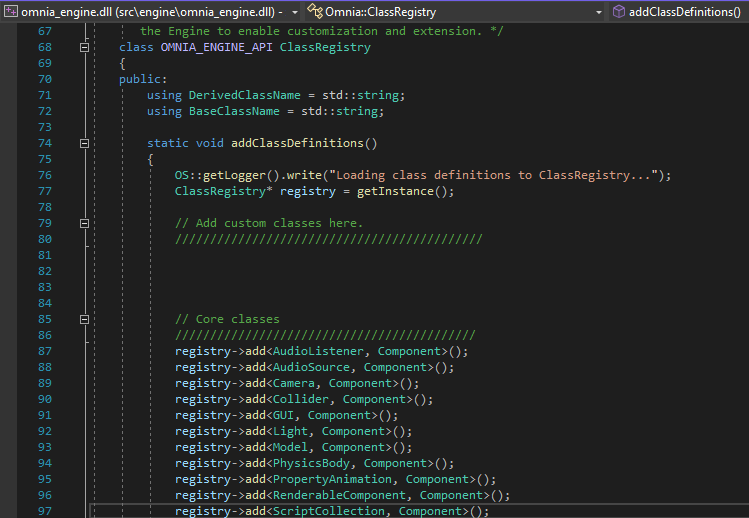 omnia_engine.dll (src\engine\omnia_engine.dll) - Omnia::ClassRegistry addClassDefinitions()
67 the Engine to enable customization and extension. */
68 class OMNIA_ENGINE_API ClassRegistry
69 {
70 public:
71 using DerivedClassName = std::string;
72 using BaseClassName = std::string;
73
74 static void addClassDefinitions()
75 {
76 OS::getLogger().write("Loading class definitions to ClassRegistry...");
77 ClassRegistry* registry = getInstance();
78
79 // Add custom classes here.
80 ////////////////////////////////////////////
81
82
83
84
85 // Core classes
86 ///////////////////////////////////////////
87 registry->add<AudioListener, Component>();
88 registry->add<AudioSource, Component>();
89 registry->add<Camera, Component>();
90 registry->add<Collider, Component>();
91 registry->add<GUI, Component>();
92 registry->add<Light, Component>();
93 registry->add<Model, Component>();
94 registry->add<PhysicsBody, Component>();
95 registry->add<PropertyAnimation, Component>();
96 registry->add<RenderableComponent, Component>();
97 registry->add<ScriptCollection, Component>();